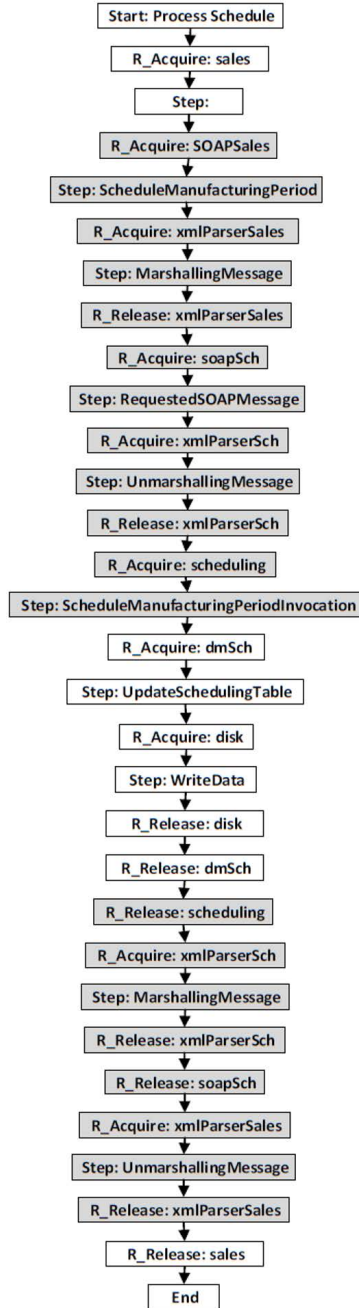 Start: Process Schedule
R_Acquire: sales
Step:
R_Acquire: SOAPSales
Step: ScheduleManufacturingPeriod
R_Acquire: xmlParserSales
Step: MarshallingMessage
R_Release: xmlParserSales
R_Acquire: soapSch
Step: RequestedSOAPMessage
R_Acquire: xmlParserSch
Step: UnmarshallingMessage
R_Release: xmlParserSch
R_Acquire: scheduling
Step: ScheduleManufacturingPeriodInvocation
R_Acquire: dmSch
Step: UpdateSchedulingTable
R_Acquire: disk
Step: WriteData
R_Release: disk
R_Release: dmSch
R_Release: scheduling
R_Acquire: xmlParserSch
Step: MarshallingMessage
R_Release: xmlParserSch
R_Release: soapSch
R_Acquire: xmlParserSales
Step: UnmarshallingMessage
R_Release: xmlParserSales
R_Release: sales
End